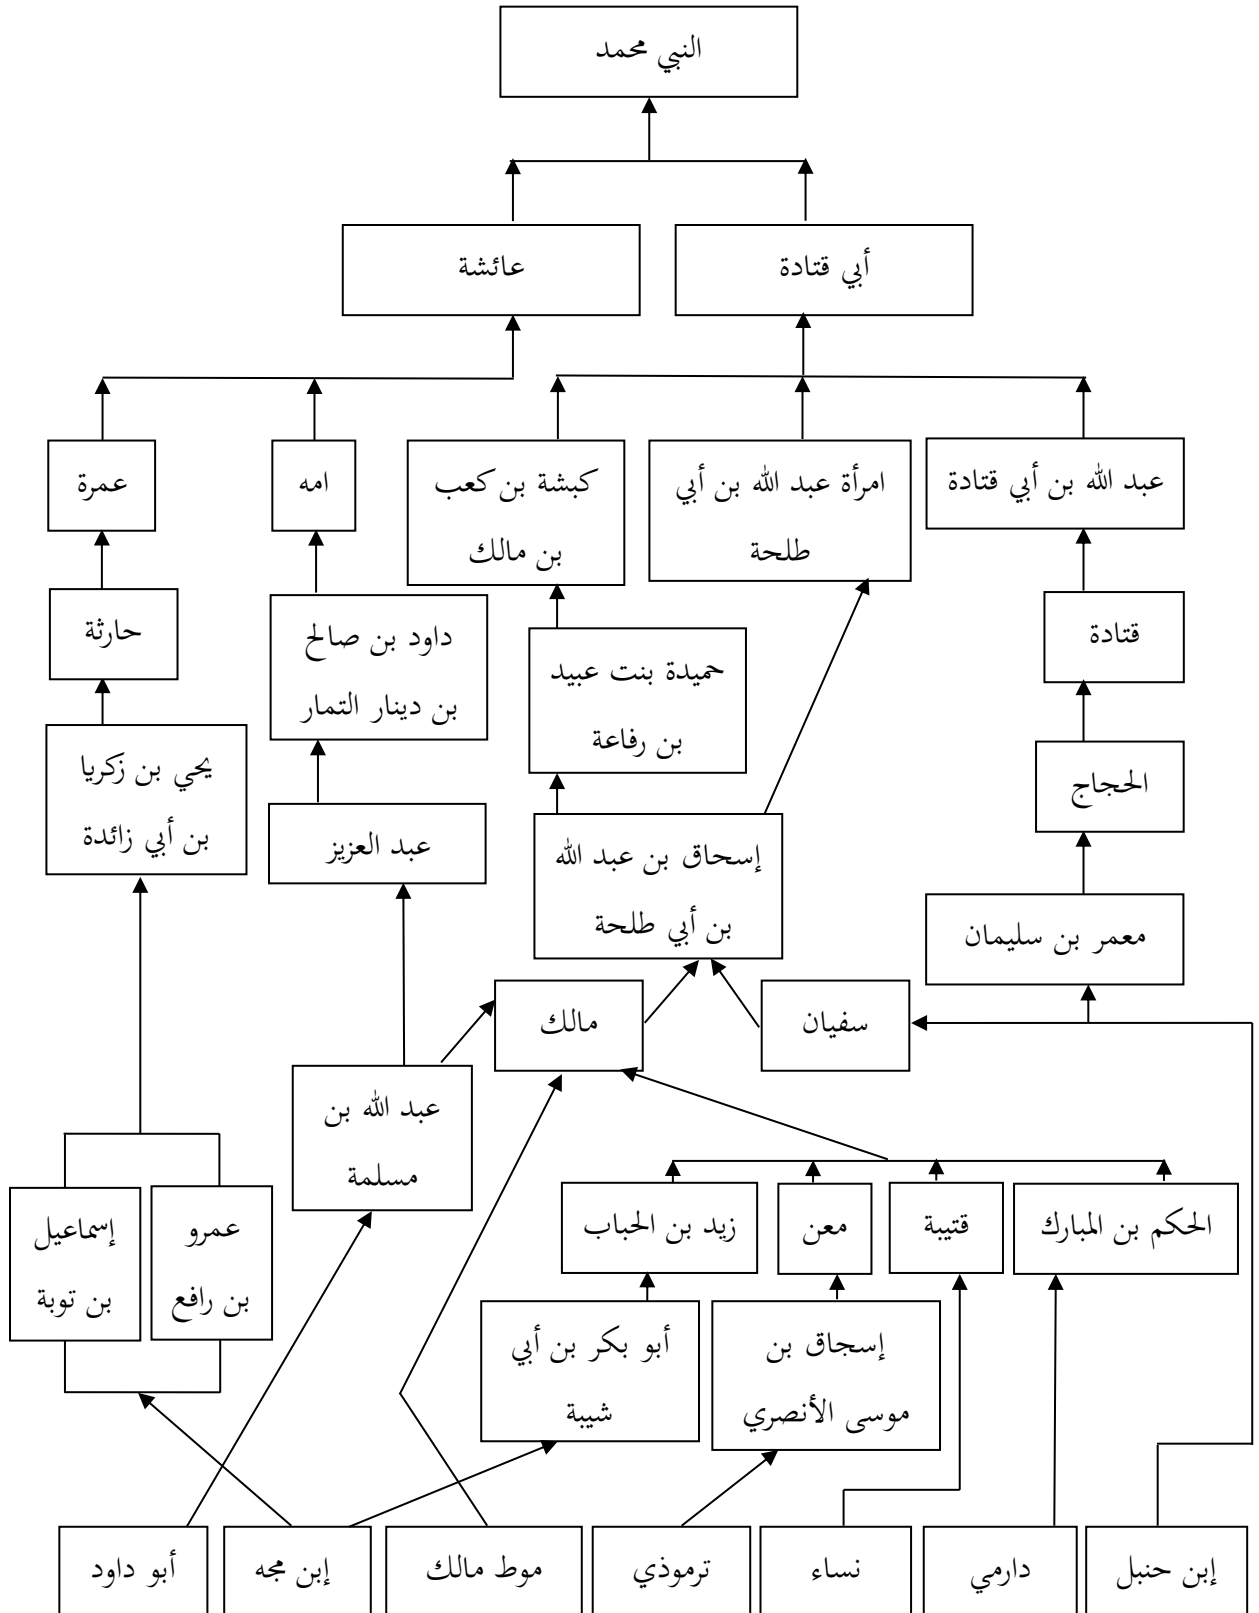 النبي محمد
أبي قتادة
عائشة
عبد الله بن أبي قتادة
امرأة عبد الله بن أبي
طلحة
كبشة بن كعب
بن مالك
امه
عمرة
قتادة
حميدة بنت عبيد
بن رفاعة
داود بن صالح
بن دينار التمار
حارثة
الحجاج
إسحاق بن عبد الله
بن أبي طلحة
عبد العزيز
يحي بن زكريا
بن أبي زائدة
معمر بن سليمان
سفيان
مالك
عبد الله بن
مسلمة
الحكم بن المبارك
قتيبة
معن
زيد بن الحباب
عمرو
بن رافع
إسماعيل
بن توبة
إسجاق بن
موسى الأنصري
أبو بكر بن أبي
شيبة
إبن حنبل
دارمي
نساء
ترموذي
موط مالك
إبن مجه
أبو داود